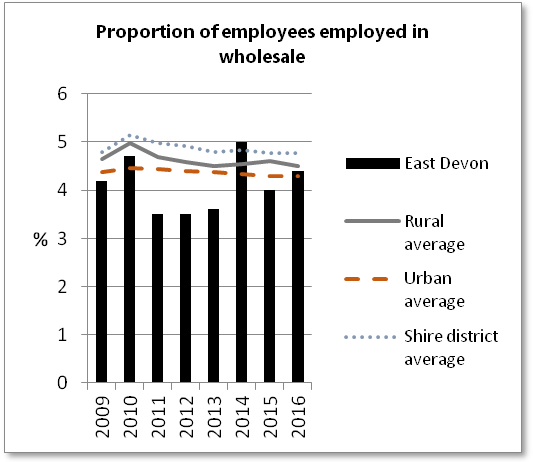 Proportion of employees employed in
wholesale
6
5
4
3
2
1
0
%
2009
2010
2011
2012
2013
2014
2015
2016
East Devon
Rural
average
Urban
average
Shire district
average